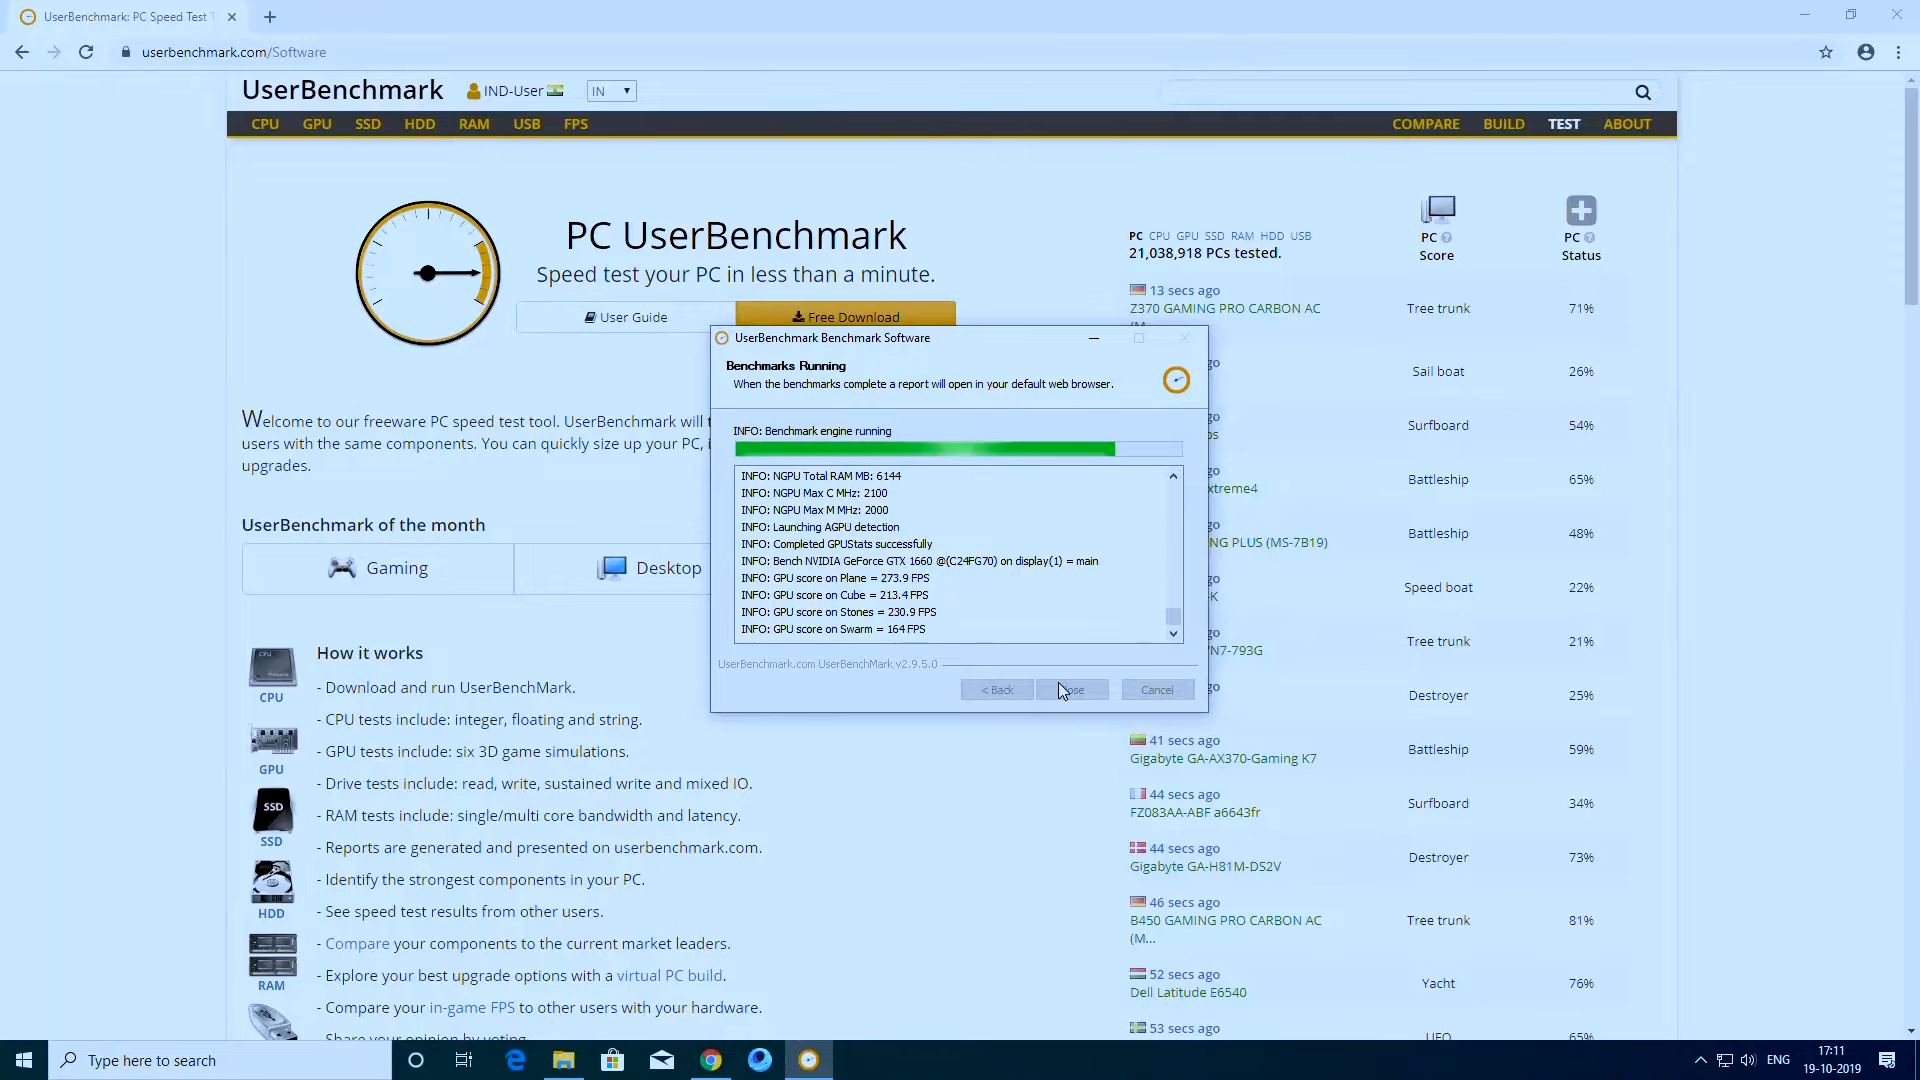 UserBenchmark: PC Speed Test T
userbenchmark.com/Software
UserBenchmark
IND-User
IN
CPU GPU SSD HDD RAM USB FPS
COMPARE BUILD TEST ABOUT
PC UserBenchmark
Speed test your PC in less than a minute.
User Guide
Free Download
Welcome to our freeware PC speed test tool. UserBenchmark will
users with the same components. You can quickly size up your PC,
upgrades.
UserBenchmark of the month
Gaming
Desktop
How it works
- Download and run UserBenchMark.
- CPU tests include: integer, floating and string.
- GPU tests include: six 3D game simulations.
- Drive tests include: read, write, sustained write and mixed IO.
- RAM tests include: single/multi core bandwidth and latency.
- Reports are generated and presented on userbenchmark.com.
- Identify the strongest components in your PC.
- See speed test results from other users.
- Compare your components to the current market leaders.
- Explore your best upgrade options with a virtual PC build.
- Compare your in-game FPS to other users with your hardware.
- Share your opinion by voting.
CPU
CPU
GPU
SSD
SSD
HDD
RAM
UserBenchmark Benchmark Software
Benchmarks Running
When the benchmarks complete a report will open in your default web browser.
INFO: Benchmark engine running
INFO: NGPU Total RAM MB: 6144
INFO: NGPU Max C MHz: 2100
INFO: NGPU Max M MHz: 2000
INFO: Launching AGPU detection
INFO: Completed GPUStats successfully
INFO: Bench NVIDIA GeForce GTX 1660 @(C24FG70) on display(1) = main
INFO: GPU score on Plane = 273.9 FPS
INFO: GPU score on Cube = 213.4 FPS
INFO: GPU score on Stones = 230.9 FPS
INFO: GPU score on Swarm = 164 FPS
UserBenchmark.com UserBenchMark v2.9.5.0
< Back
ose
Cancel
PC CPU GPU SSD RAM HDD USB
21,038,918 PCs tested.
PC
Score
PC
Status
13 secs ago
Z370 GAMING PRO CARBON AC
(M...
Tree trunk 71%
go
Sail boat 26%
go
ps
Surfboard 54%
go
xtreme4
Battleship 65%
go
NG PLUS (MS-7B19)
Battleship 48%
go
-K
Speed boat 22%
go
VN7-793G
Tree trunk 21%
go
Destroyer 25%
41 secs ago
Gigabyte GA-AX370-Gaming K7
Battleship 59%
44 secs ago
FZ083AA-ABF a6643fr
Surfboard 34%
44 secs ago
Gigabyte GA-H81M-DS2V
Destroyer 73%
46 secs ago
B450 GAMING PRO CARBON AC
(M...
Tree trunk 81%
52 secs ago
Dell Latitude E6540
Yacht 76%
53 secs ago
UFO 65%
Type here to search
ENG
17:11
19-10-2019